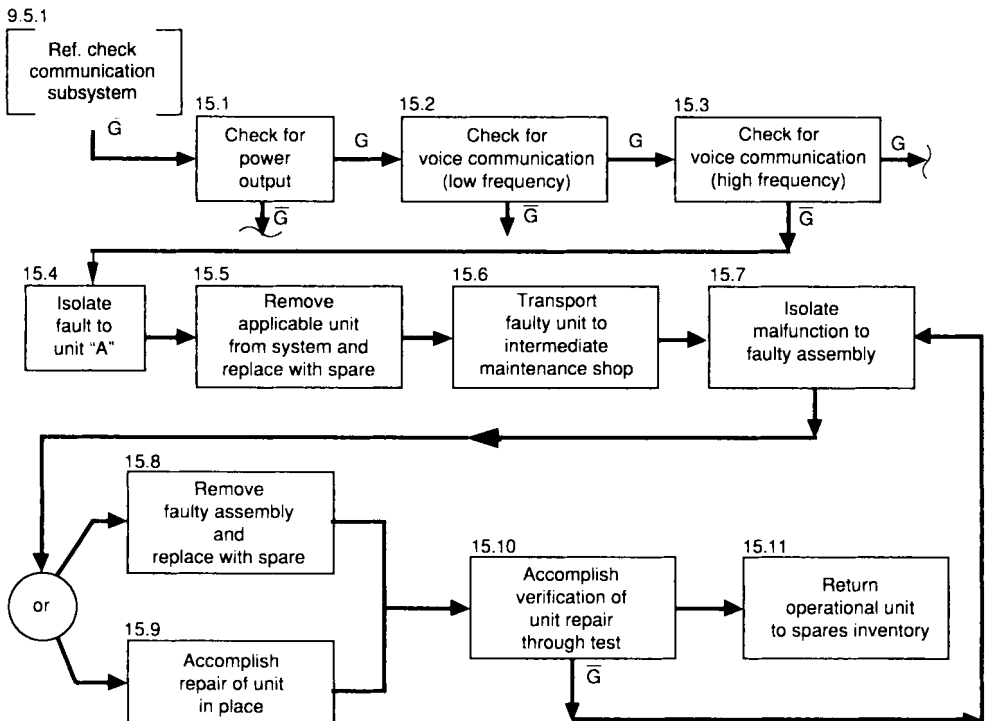 9.5.1
Ref. check
communication
subsystem
G̅
15.1
Check for
power
output
G
G̅
15.2
Check for
voice communication
(low frequency)
G
G̅
15.3
Check for
voice communication
(high frequency)
G
G̅
15.4
Isolate
fault to
unit "A"
15.5
Remove
applicable unit
from system and
replace with spare
15.6
Transport
faulty unit to
intermediate
maintenance shop
15.7
Isolate
malfunction to
faulty assembly
15.8
Remove
faulty assembly
and
replace with spare
or
15.9
Accomplish
repair of unit
in place
15.10
Accomplish
verification of
unit repair
through test
G̅
15.11
Return
operational unit
to spares inventory